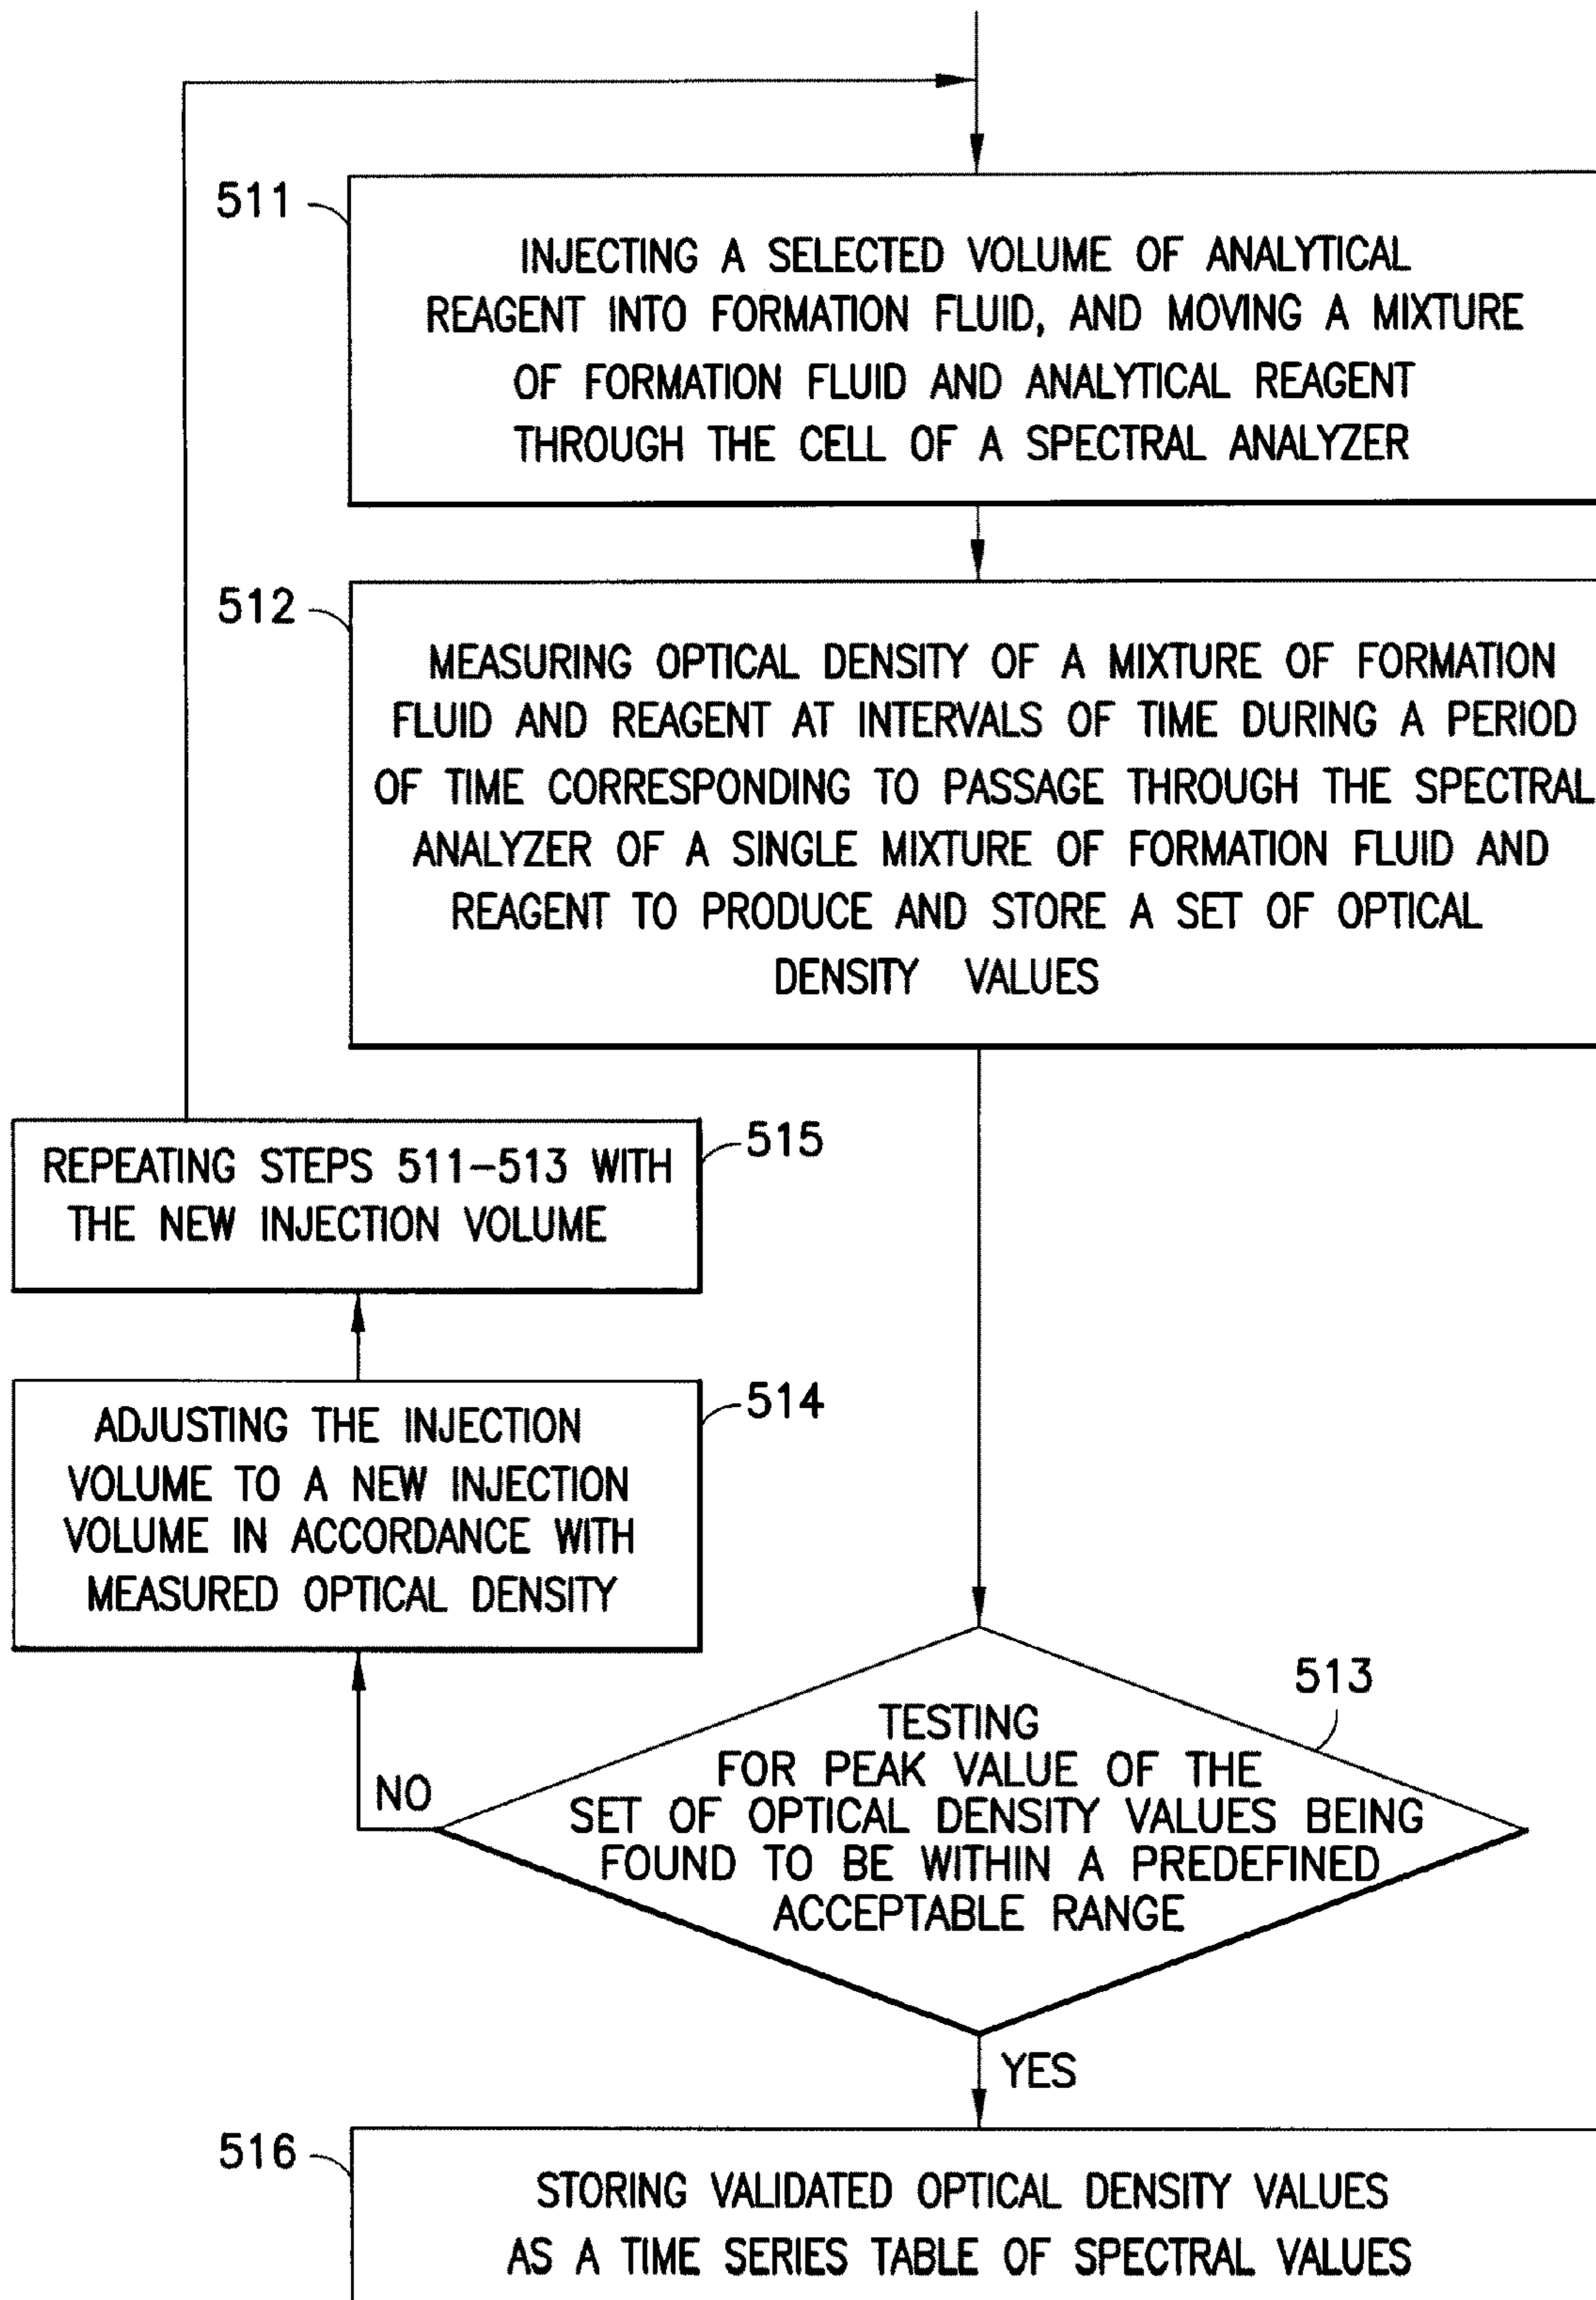 511
INJECTING A SELECTED VOLUME OF ANALYTICAL
REAGENT INTO FORMATION FLUID, AND MOVING A MIXTURE
OF FORMATION FLUID AND ANALYTICAL REAGENT
THROUGH THE CELL OF A SPECTRAL ANALYZER
512
MEASURING OPTICAL DENSITY OF A MIXTURE OF FORMATION
FLUID AND REAGENT AT INTERVALS OF TIME DURING A PERIOD
OF TIME CORRESPONDING TO PASSAGE THROUGH THE SPECTRAL
ANALYZER OF A SINGLE MIXTURE OF FORMATION FLUID AND
REAGENT TO PRODUCE AND STORE A SET OF OPTICAL
DENSITY VALUES
515
REPEATING STEPS 511-513 WITH
THE NEW INJECTION VOLUME
514
ADJUSTING THE INJECTION
VOLUME TO A NEW INJECTION
VOLUME IN ACCORDANCE WITH
MEASURED OPTICAL DENSITY
513
TESTING
FOR PEAK VALUE OF THE
SET OF OPTICAL DENSITY VALUES BEING
FOUND TO BE WITHIN A PREDEFINED
ACCEPTABLE RANGE
NO
YES
516
STORING VALIDATED OPTICAL DENSITY VALUES
AS A TIME SERIES TABLE OF SPECTRAL VALUES